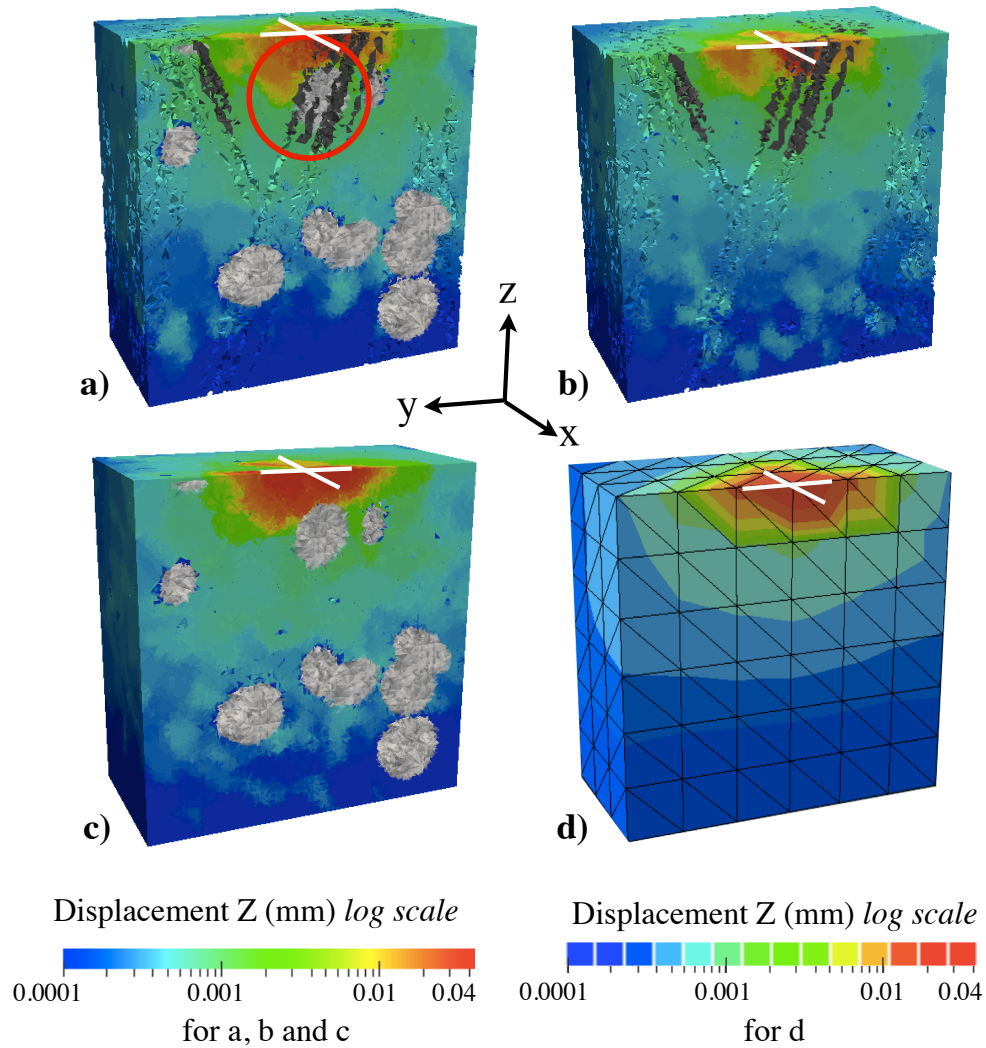 a)
b)
z
y
x
c)
d)
Displacement Z (mm) log scale
0.0001
0.001
0.01
0.04
for a, b and c
Displacement Z (mm) log scale
0.0001
0.001
0.01
0.04
for d